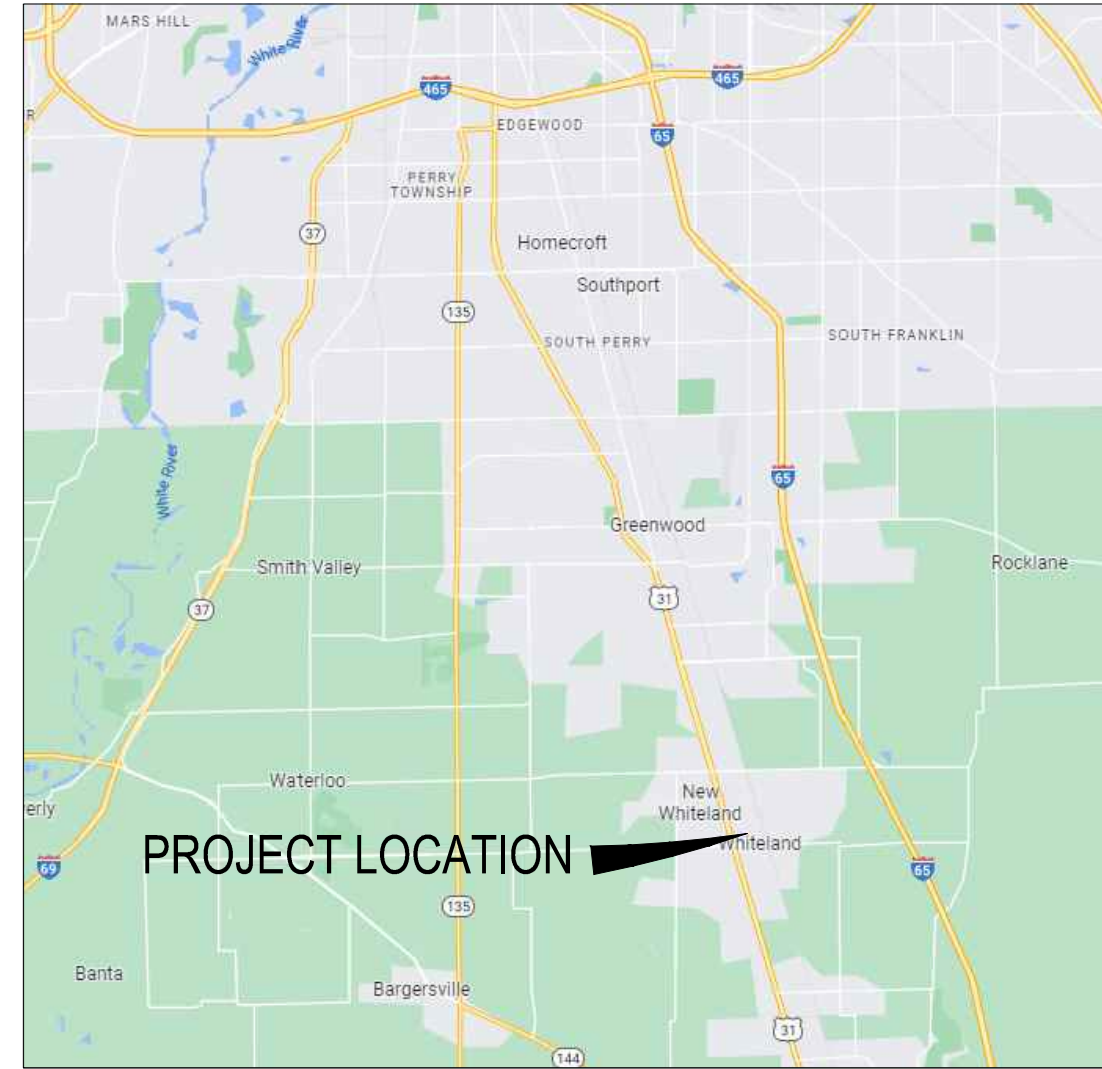 MARS HILL
White River
465
465
R
EDGEWOOD
65
PERRY
TOWNSHIP
37
Homecroft
Southport
135
SOUTH PERRY
SOUTH FRANKLIN
White River
65
Greenwood
Smith Valley
Rocklane
37
31
Waterloo
New
Whiteland
erly
PROJECT LOCATION
Whiteland
69
65
135
Banta
Bargersville
31
144